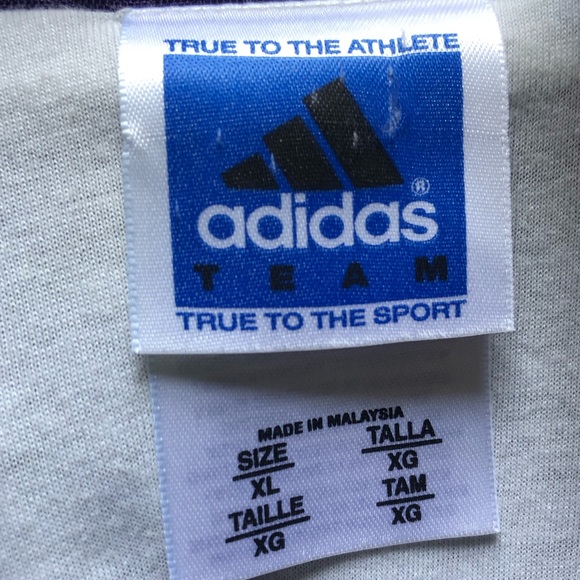 TRUE TO THE ATHLETE
adidas®
TEAM
TRUE TO THE SPORT
MADE IN MALAYSIA
SIZE TALLA
XL XG
TAILLE TAM
XG XG